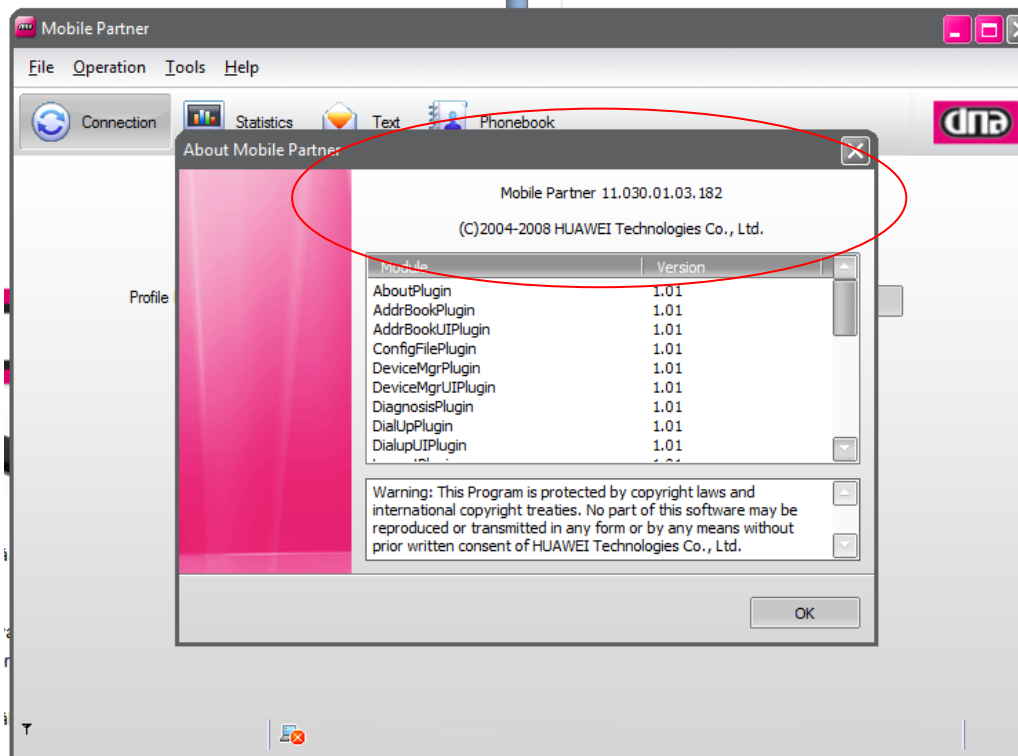 Mobile Partner
File Operation Tools Help
Connection Statistics Text Phonebook
dna
About Mobile Partner
Mobile Partner 11.030.01.03.182
(C)2004-2008 HUAWEI Technologies Co., Ltd.
Module Version
AboutPlugin 1.01
AddrBookPlugin 1.01
AddrBookUIPlugin 1.01
ConfigFilePlugin 1.01
DeviceMgrPlugin 1.01
DeviceMgrUIPlugin 1.01
DiagnosisPlugin 1.01
DialUpPlugin 1.01
DialupUIPlugin 1.01
Profile
Warning: This Program is protected by copyright laws and
international copyright treaties. No part of this software may be
reproduced or transmitted in any form or by any means without
prior written consent of HUAWEI Technologies Co., Ltd.
OK